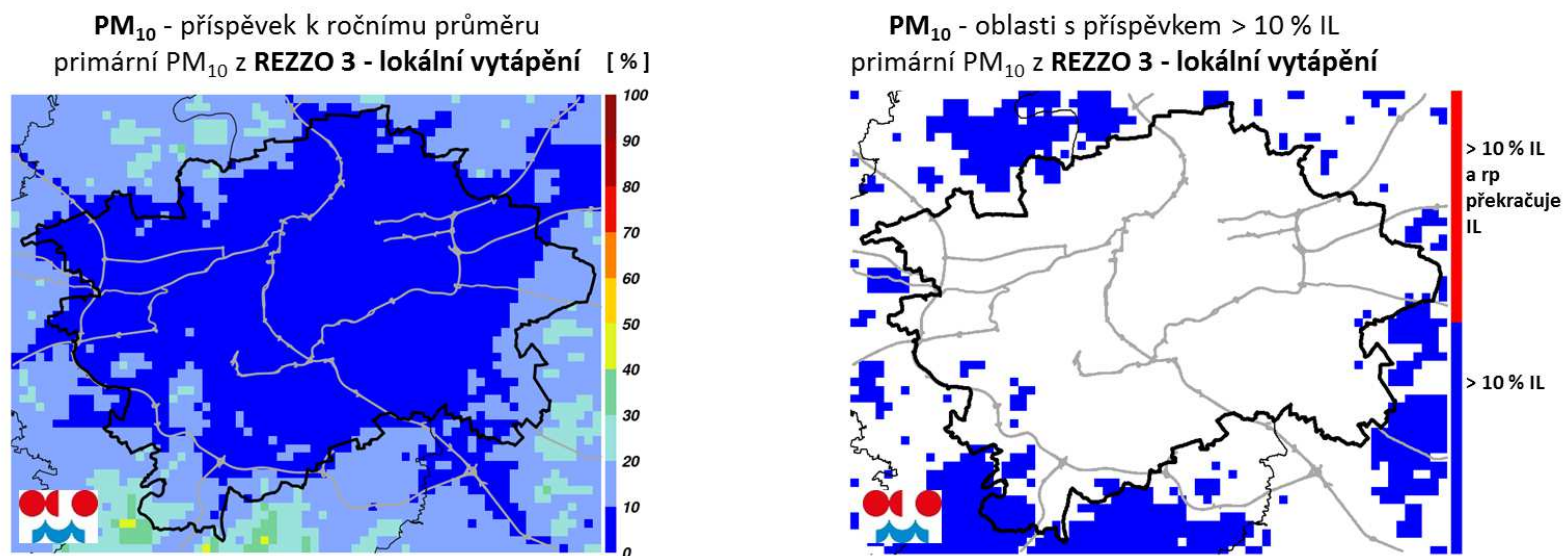 PM₁₀ - příspěvek k ročnímu průměru
primární PM₁₀ z REZZO 3 - lokální vytápění [ % ]
100
90
80
70
60
50
40
30
20
10
0
PM₁₀ - oblasti s příspěvkem > 10 % IL
primární PM₁₀ z REZZO 3 - lokální vytápění
> 10 % IL
a rp
překračuje
IL
> 10 % IL